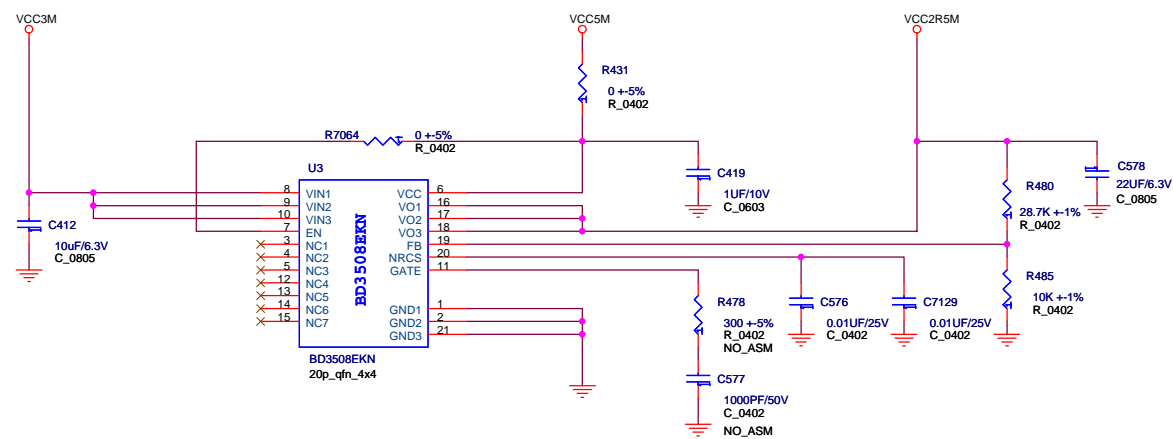 VCC3M
VCC5M
VCC2R5M
R431
0 +-5%
R_0402
R7064
0 +-5%
R_0402
U3
C419
1UF/10V
C_0603
R480
28.7K +-1%
R_0402
C578
22UF/6.3V
C_0805
C412
10uF/6.3V
C_0805
8 VIN1
9 VIN2
10 VIN3
7 EN
3 NC1
4 NC2
5 NC3
12 NC4
13 NC5
14 NC6
15 NC7
BD3508EKN
VCC 6
VO1 16
VO2 17
VO3 18
FB 19
NRCS 20
GATE 11
GND1 1
GND2 2
GND3 21
BD3508EKN
20p_qfn_4x4
R478
300 +-5%
R_0402
NO_ASM
C576
0.01UF/25V
C_0402
C7129
0.01UF/25V
C_0402
R485
10K +-1%
R_0402
C577
1000PF/50V
C_0402
NO_ASM